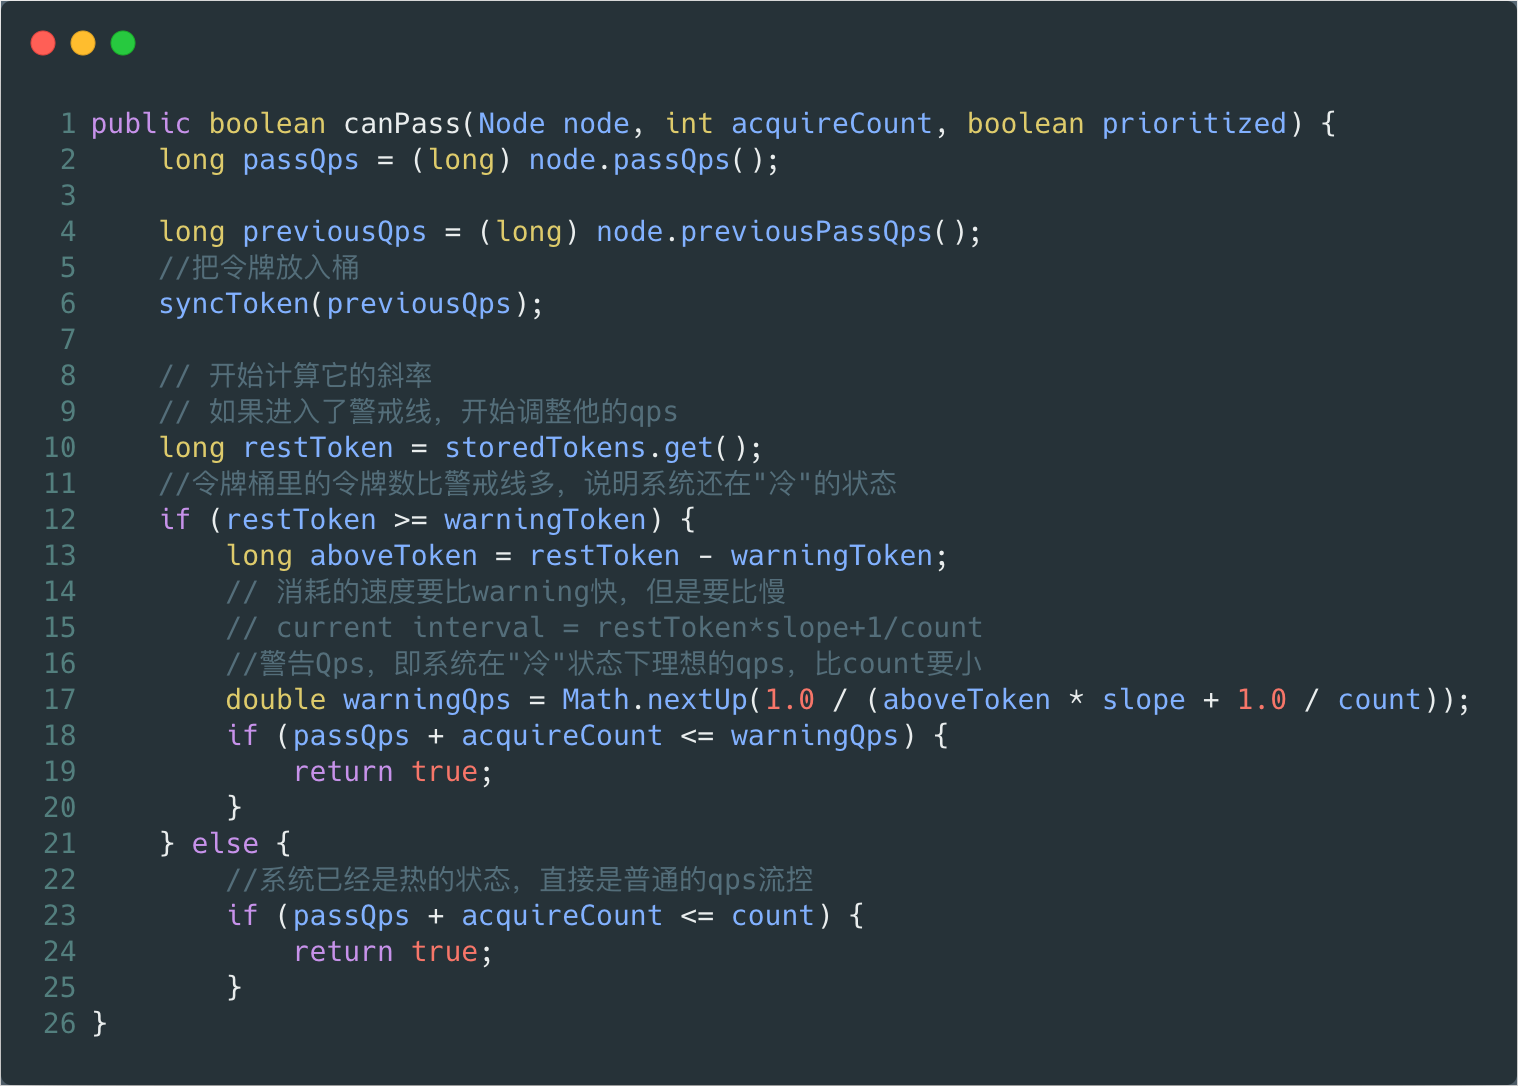 1 public boolean canPass(Node node, int acquireCount, boolean prioritized) {
2     long passQps = (long) node.passQps();
3
4     long previousQps = (long) node.previousPassQps();
5     //把令牌放入桶
6     syncToken(previousQps);
7
8     // 开始计算它的斜率
9     // 如果进入了警戒线，开始调整他的qps
10     long restToken = storedTokens.get();
11     //令牌桶里的令牌数比警戒线多，说明系统还在"冷"的状态
12     if (restToken >= warningToken) {
13         long aboveToken = restToken - warningToken;
14         // 消耗的速度要比warning快，但是要比慢
15         // current interval = restToken*slope+1/count
16         //警告Qps，即系统在"冷"状态下理想的qps，比count要小
17         double warningQps = Math.nextUp(1.0 / (aboveToken * slope + 1.0 / count));
18         if (passQps + acquireCount <= warningQps) {
19             return true;
20         }
21     } else {
22         //系统已经是热的状态，直接是普通的qps流控
23         if (passQps + acquireCount <= count) {
24             return true;
25         }
26 }